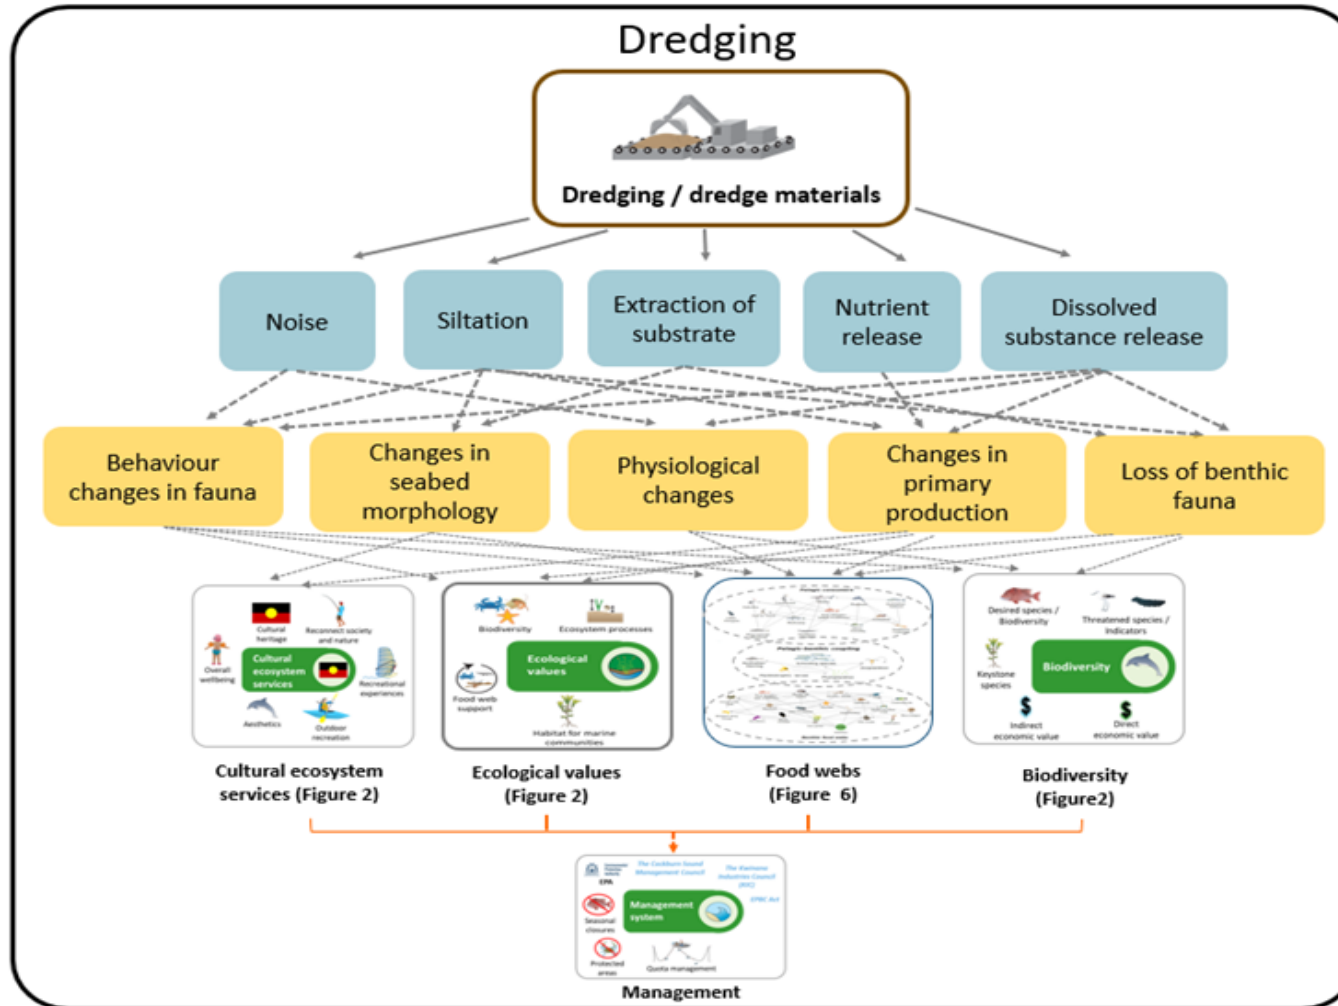 Dredging
Dredging / dredge materials
Noise
Siltation
Extraction of
substrate
Nutrient
release
Dissolved
substance release
Behaviour
changes in fauna
Changes in
seabed
morphology
Physiological
changes
Changes in
primary
production
Loss of benthic
fauna
Cultural
heritage
Reconnect society
and nature
Overall
wellbeing
Cultural
ecosystem
services
Recreational
experiences
Aesthetics
Outdoor
recreation
Biodiversity
Ecosystem processes
Ecological
values
Food web
support
Habitat for marine
communities
Pelagic-benthic coupling
Desired species /
Biodiversity
Threatened species /
Indicators
Keystone
species
Biodiversity
Indirect
economic value
Direct
economic value
Cultural ecosystem
services (Figure 2)
Ecological values
(Figure 2)
Food webs
(Figure 6)
Biodiversity
(Figure2)
EPA
The Cockburn Sound
Management Council
The Kwinana
Industries Council
(KIC)
EPBC Act
Management
system
Seasonal
closures
Protected
areas
Quota management
Management